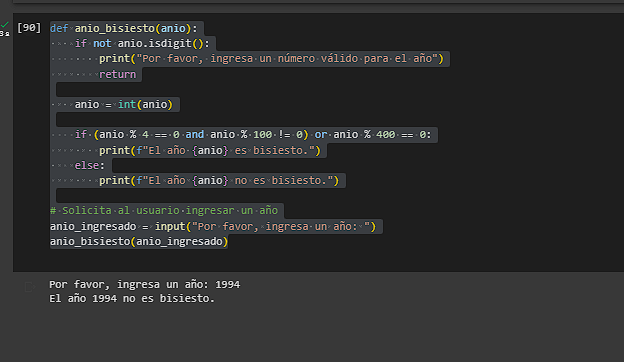 [90] def anio_bisiesto(anio):
    if not anio.isdigit():
        print("Por favor, ingresa un número válido para el año")
        return
    anio = int(anio)
    if (anio % 4 == 0 and anio % 100 != 0) or anio % 400 == 0:
        print(f"El año {anio} es bisiesto.")
    else:
        print(f"El año {anio} no es bisiesto.")
# Solicita al usuario ingresar un año
anio_ingresado = input("Por favor, ingresa un año: ")
anio_bisiesto(anio_ingresado)
Por favor, ingresa un año: 1994
El año 1994 no es bisiesto.